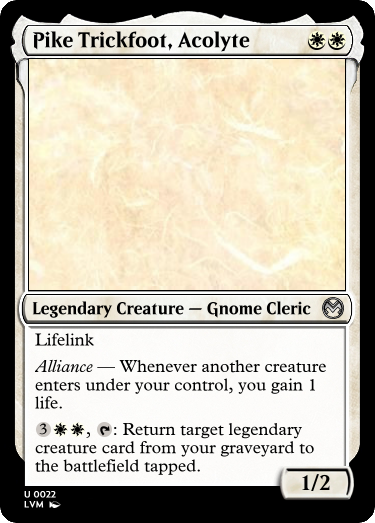 Pike Trickfoot, Acolyte
Legendary Creature — Gnome Cleric
Lifelink
Alliance — Whenever another creature
enters under your control, you gain 1
life.
3, : Return target legendary
creature card from your graveyard to
the battlefield tapped.
1/2
U 0022
LVM